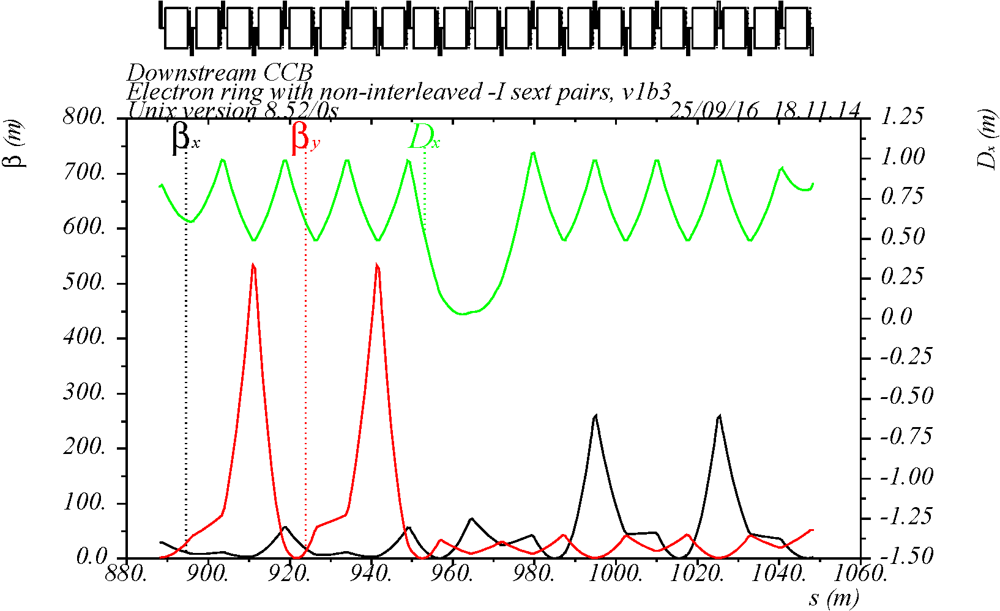 Downstream CCB
Electron ring with non-interleaved -I sext pairs, v1b3
Unix version 8.52/0s 25/09/16 18.11.14
β (m)
800.
700.
600.
500.
400.
300.
200.
100.
0.0
βx
βy
Dx
1.25
1.00
0.75
0.50
0.25
0.0
-0.25
-0.50
-0.75
-1.00
-1.25
-1.50
Dx (m)
880. 900. 920. 940. 960. 980. 1000. 1020. 1040. 1060.
s (m)